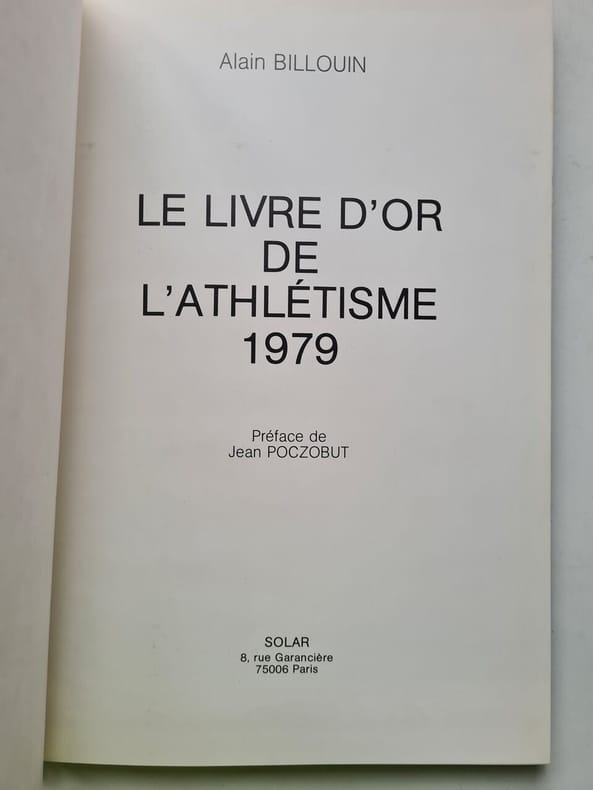 Alain BILLOUIN
LE LIVRE D'OR
DE
L'ATHLÉTISME
1979
Préface de
Jean POCZOBUT
SOLAR
8, rue Garancière
75006 Paris